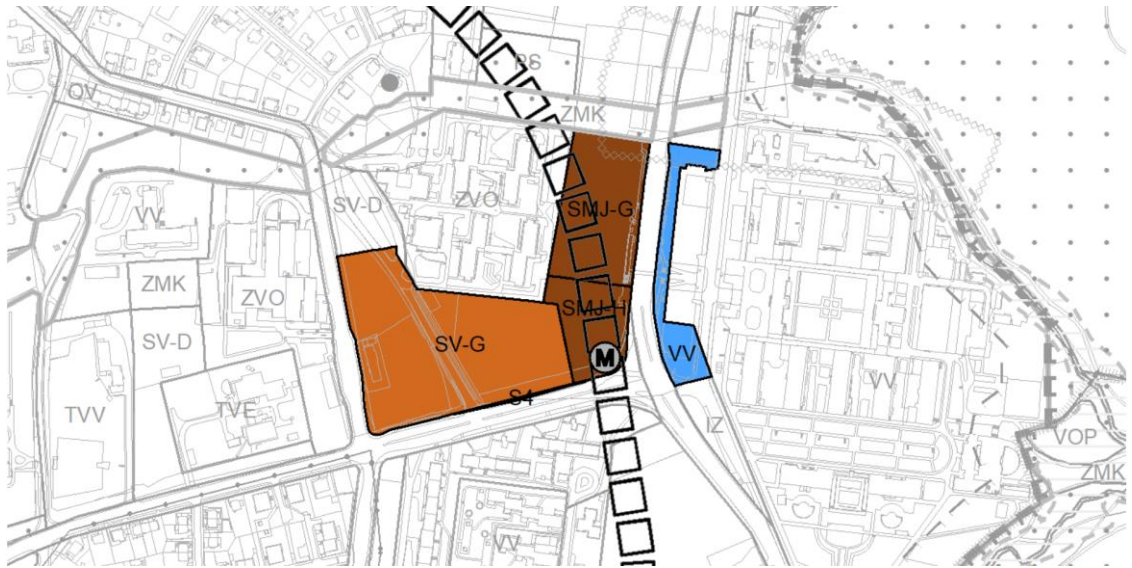 PS
OV
ZMK
ZVO
SV-D
VV
SMJ-G
ZMK
ZVO
SV-D
SMJ-H
SV-G
M
VV
VV
TVV
TVE
S4
IZ
VOP
ZMK
VV